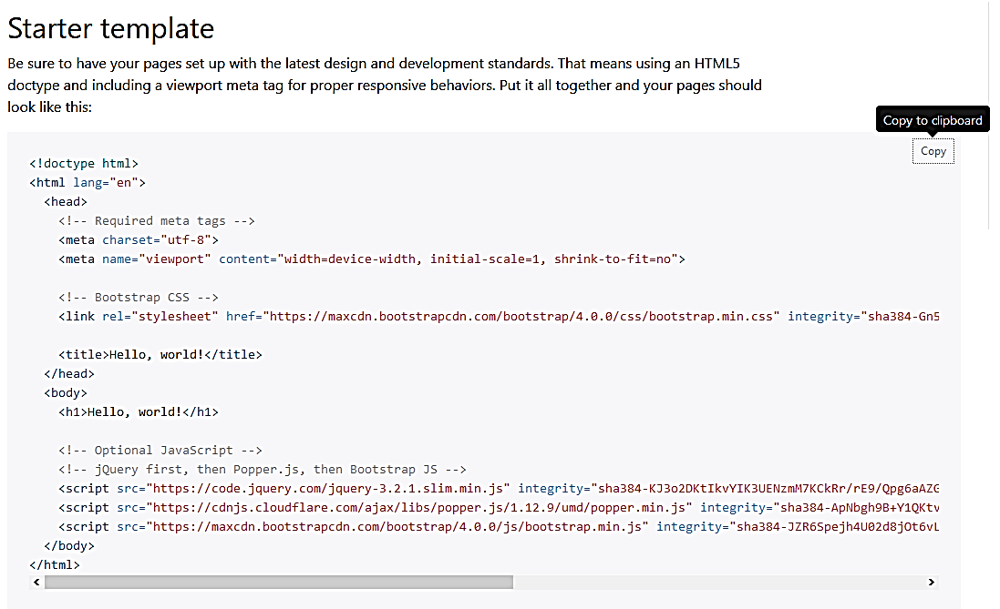 Starter template
Be sure to have your pages set up with the latest design and development standards. That means using an HTML5
doctype and including a viewport meta tag for proper responsive behaviors. Put it all together and your pages should
look like this:
Copy to clipboard
Copy
<!doctype html>
<html lang="en">
  <head>
    <!-- Required meta tags -->
    <meta charset="utf-8">
    <meta name="viewport" content="width=device-width, initial-scale=1, shrink-to-fit=no">

    <!-- Bootstrap CSS -->
    <link rel="stylesheet" href="https://maxcdn.bootstrapcdn.com/bootstrap/4.0.0/css/bootstrap.min.css" integrity="sha384-Gn5

    <title>Hello, world!</title>
  </head>
  <body>
    <h1>Hello, world!</h1>

    <!-- Optional JavaScript -->
    <!-- jQuery first, then Popper.js, then Bootstrap JS -->
    <script src="https://code.jquery.com/jquery-3.2.1.slim.min.js" integrity="sha384-KJ3o2DKtIkvYIK3UENzmM7KCkRr/rE9/Qpg6aAZG
    <script src="https://cdnjs.cloudflare.com/ajax/libs/popper.js/1.12.9/umd/popper.min.js" integrity="sha384-ApNbgh9B+Y1QKtv
    <script src="https://maxcdn.bootstrapcdn.com/bootstrap/4.0.0/js/bootstrap.min.js" integrity="sha384-JZR6Spejh4U02d8jOt6vL
  </body>
</html>